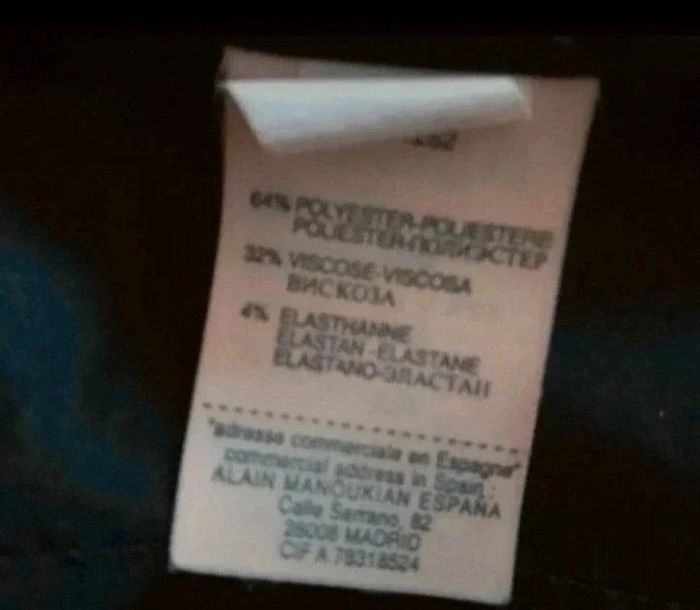 64% POLYESTER-POLIESTERE
POLIESTER-ПОЛИЭСТЕР
32% VISCOSE-VISCOSA
ВИСКОЗА
4% ELASTHANNE
ELASTAN-ELASTANE
ELASTANO-ЭЛАСТАН
"adresse commerciale en Espagne"
commercial address in Spain :
ALAIN MANOUKIAN ESPAÑA
Calle Serrano, 82
28006 MADRID
CIF A 78318524